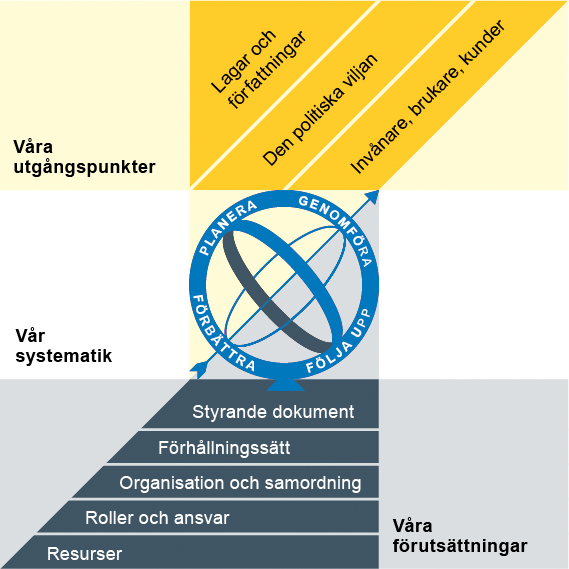 Lagar och
författningar
Den politiska viljan
Invånare, brukare, kunder
Våra
utgångspunkter
PLANERA
GENOMFÖRA
FÖLJA UPP
FÖRBÄTTRA
Vår
systematik
Styrande dokument
Förhållningssätt
Organisation och samordning
Roller och ansvar
Resurser
Våra
förutsättningar